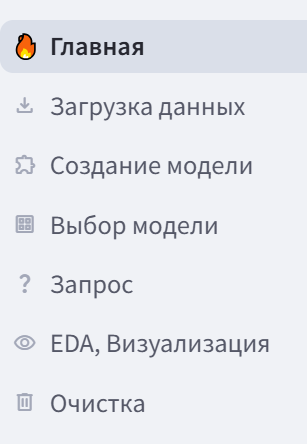 Главная
Загрузка данных
Создание модели
Выбор модели
Запрос
EDA, Визуализация
Очистка